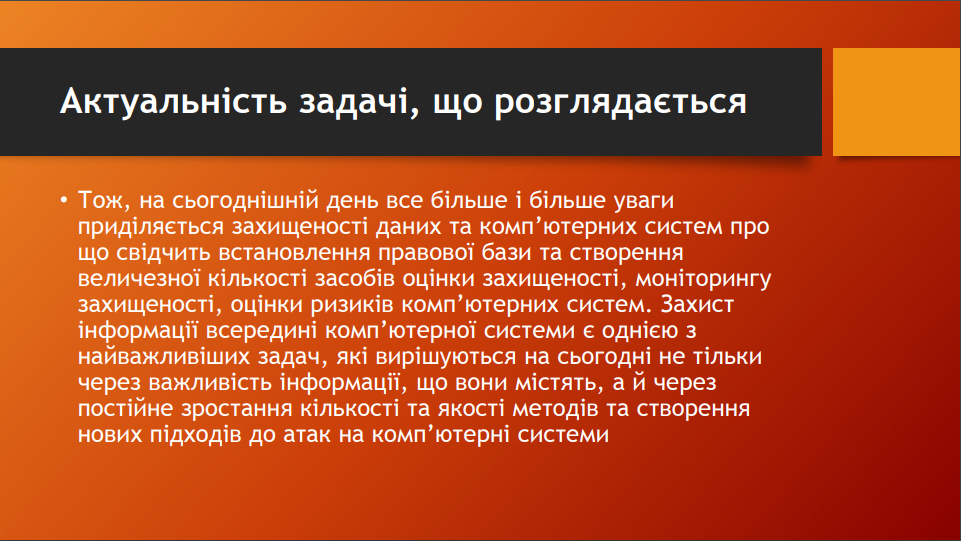 Актуальність задачі, що розглядається
• Тож, на сьогоднішній день все більше і більше уваги
приділяється захищеності даних та комп’ютерних систем про
що свідчить встановлення правової бази та створення
величезної кількості засобів оцінки захищеності, моніторингу
захищеності, оцінки ризиків комп’ютерних систем. Захист
інформації всередині комп’ютерної системи є однією з
найважливіших задач, які вирішуються на сьогодні не тільки
через важливість інформації, що вони містять, а й через
постійне зростання кількості та якості методів та створення
нових підходів до атак на комп’ютерні системи